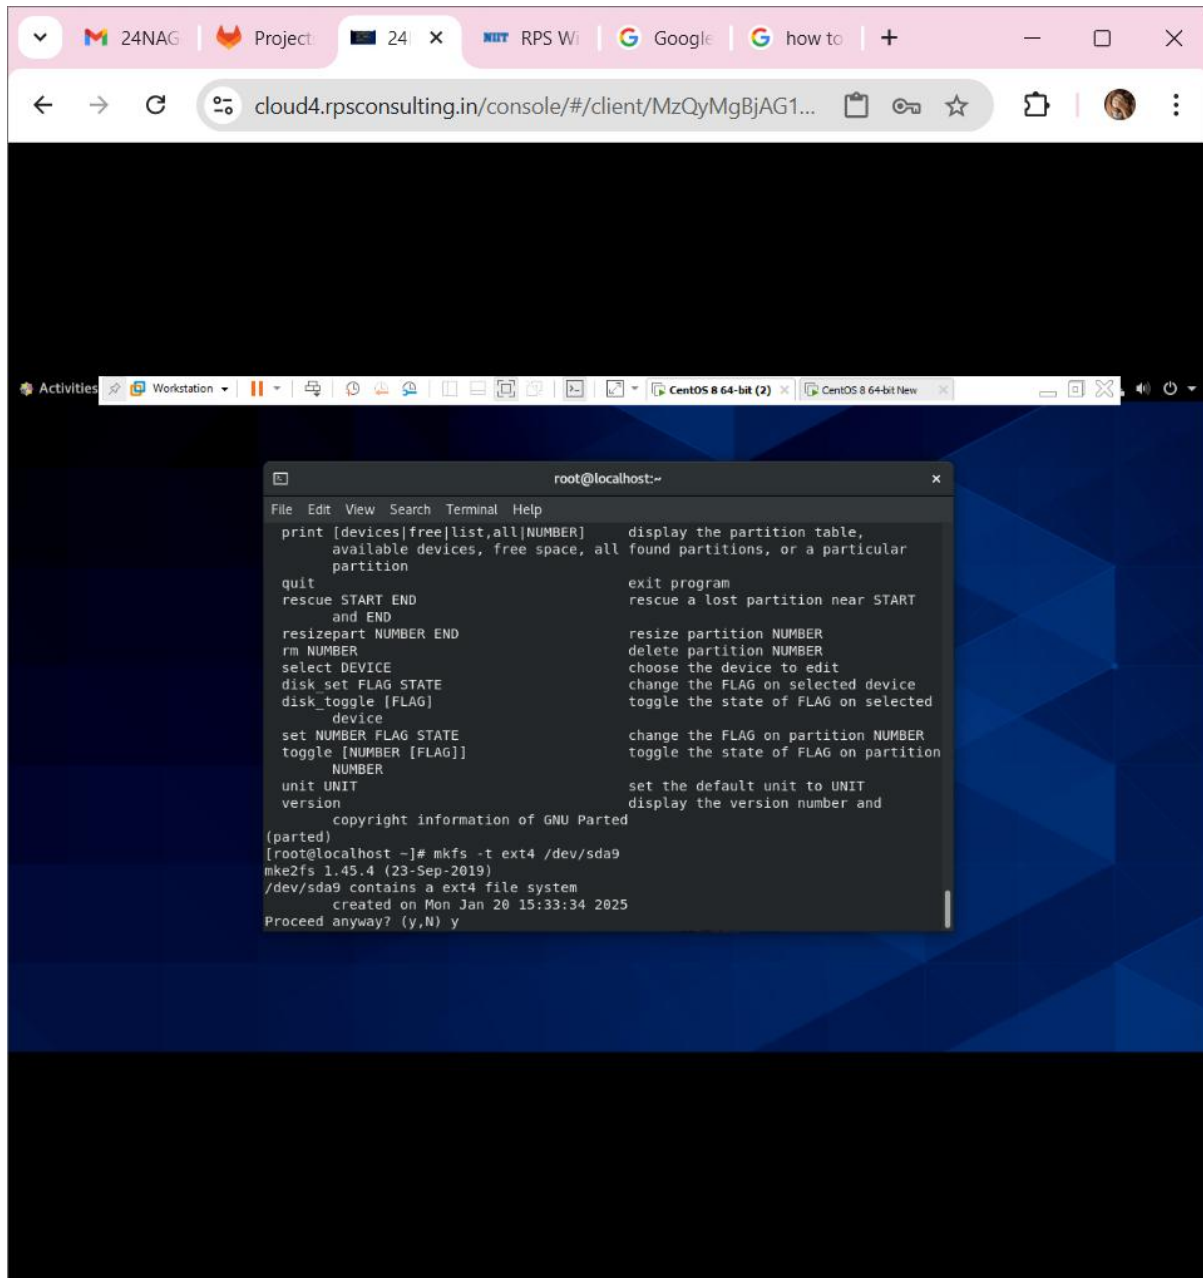 24NAG
Project
24
NIIT RPS Wi
Google
how to
cloud4.rpsconsulting.in/console/#/client/MzQyMgBjAG1...
Activities
Workstation
CentOS 8 64-bit (2)
CentOS 8 64-bit New
root@localhost:~
File Edit View Search Terminal Help
print [devices|free|list,all|NUMBER] display the partition table,
available devices, free space, all found partitions, or a particular
partition
quit exit program
rescue START END rescue a lost partition near START
and END
resizepart NUMBER END resize partition NUMBER
rm NUMBER delete partition NUMBER
select DEVICE choose the device to edit
disk_set FLAG STATE change the FLAG on selected device
disk_toggle [FLAG] toggle the state of FLAG on selected
device
set NUMBER FLAG STATE change the FLAG on partition NUMBER
toggle [NUMBER [FLAG]] toggle the state of FLAG on partition
NUMBER
unit UNIT set the default unit to UNIT
version display the version number and
copyright information of GNU Parted
(parted)
[root@localhost ~]# mkfs -t ext4 /dev/sda9
mke2fs 1.45.4 (23-Sep-2019)
/dev/sda9 contains a ext4 file system
created on Mon Jan 20 15:33:34 2025
Proceed anyway? (y,N) y